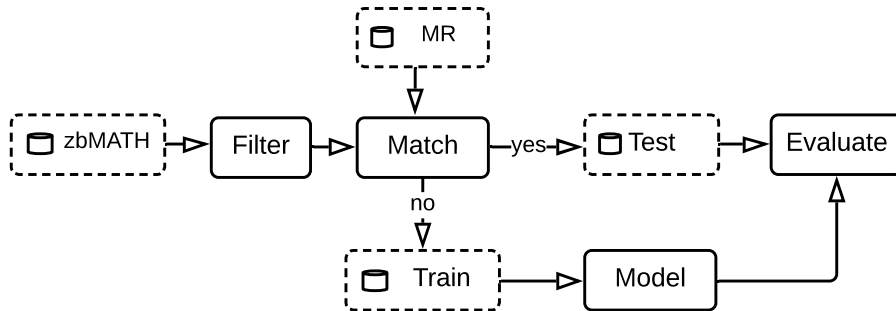 MR
zbMATH
Filter
Match
yes
Test
Evaluate
no
Train
Model